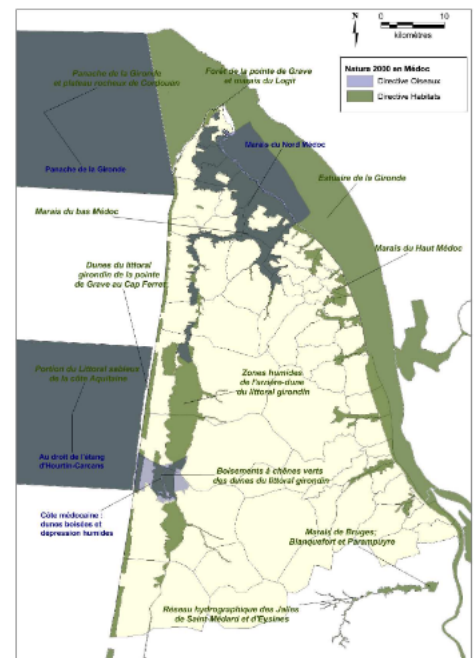 N
0 10
kilomètres
Natura 2000 en Médoc
Directive Oiseaux
Directive Habitats
Panache de la Gironde
et plateau rocheux de Cordouan
Forêt de la pointe de Grave
et marais du Logit
Marais du Nord Médoc
Panache de la Gironde
Estuaire de la Gironde
Marais du bas Médoc
Marais du Haut Médoc
Dunes du littoral
girondin de la pointe
de Grave au Cap Ferret
Portion du Littoral sableux
de la côte Aquitaine
Zones humides
de l'arrière-dune
du littoral girondin
Au droit de l'étang
d'Hourtin-Carcans
Boisements à chênes verts
des dunes du littoral girondin
Côte médocaine :
dunes boisées et
dépression humides
Marais de Bruges,
Blanquefort et Parempuyre
Réseau hydrographique des Jalles
de Saint-Médard et d'Eysines